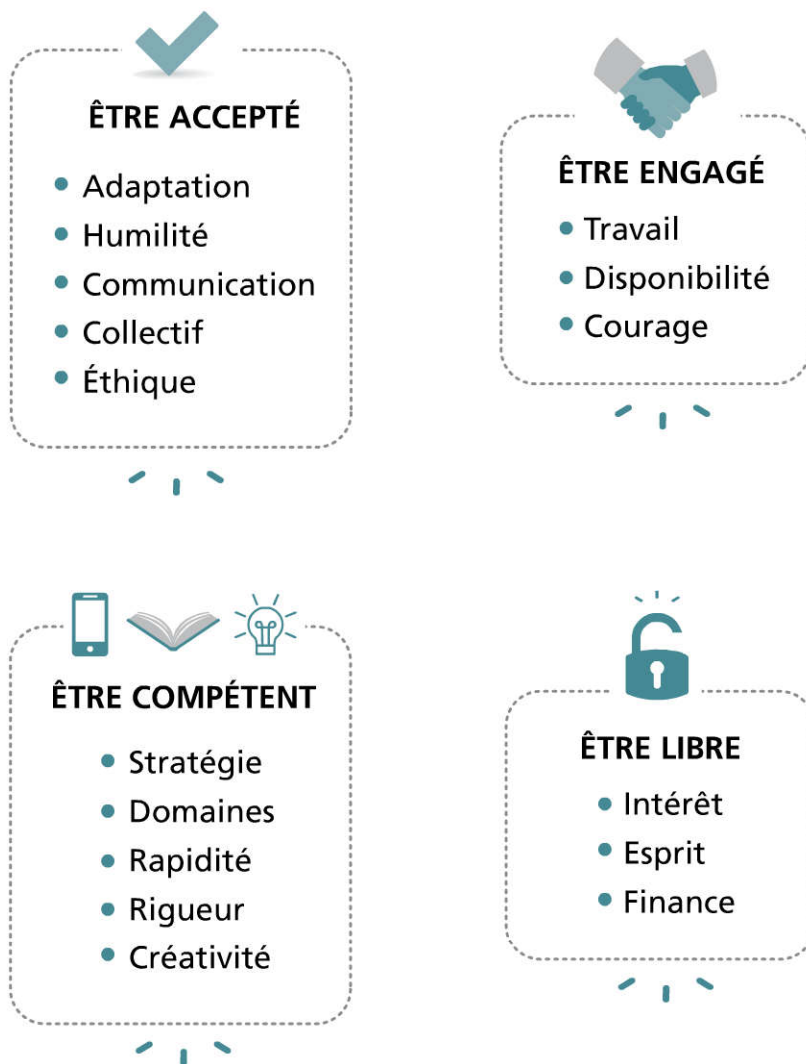 ÊTRE ACCEPTÉ
Adaptation
Humilité
Communication
Collectif
Éthique
ÊTRE ENGAGÉ
Travail
Disponibilité
Courage
ÊTRE COMPÉTENT
Stratégie
Domaines
Rapidité
Rigueur
Créativité
ÊTRE LIBRE
Intérêt
Esprit
Finance